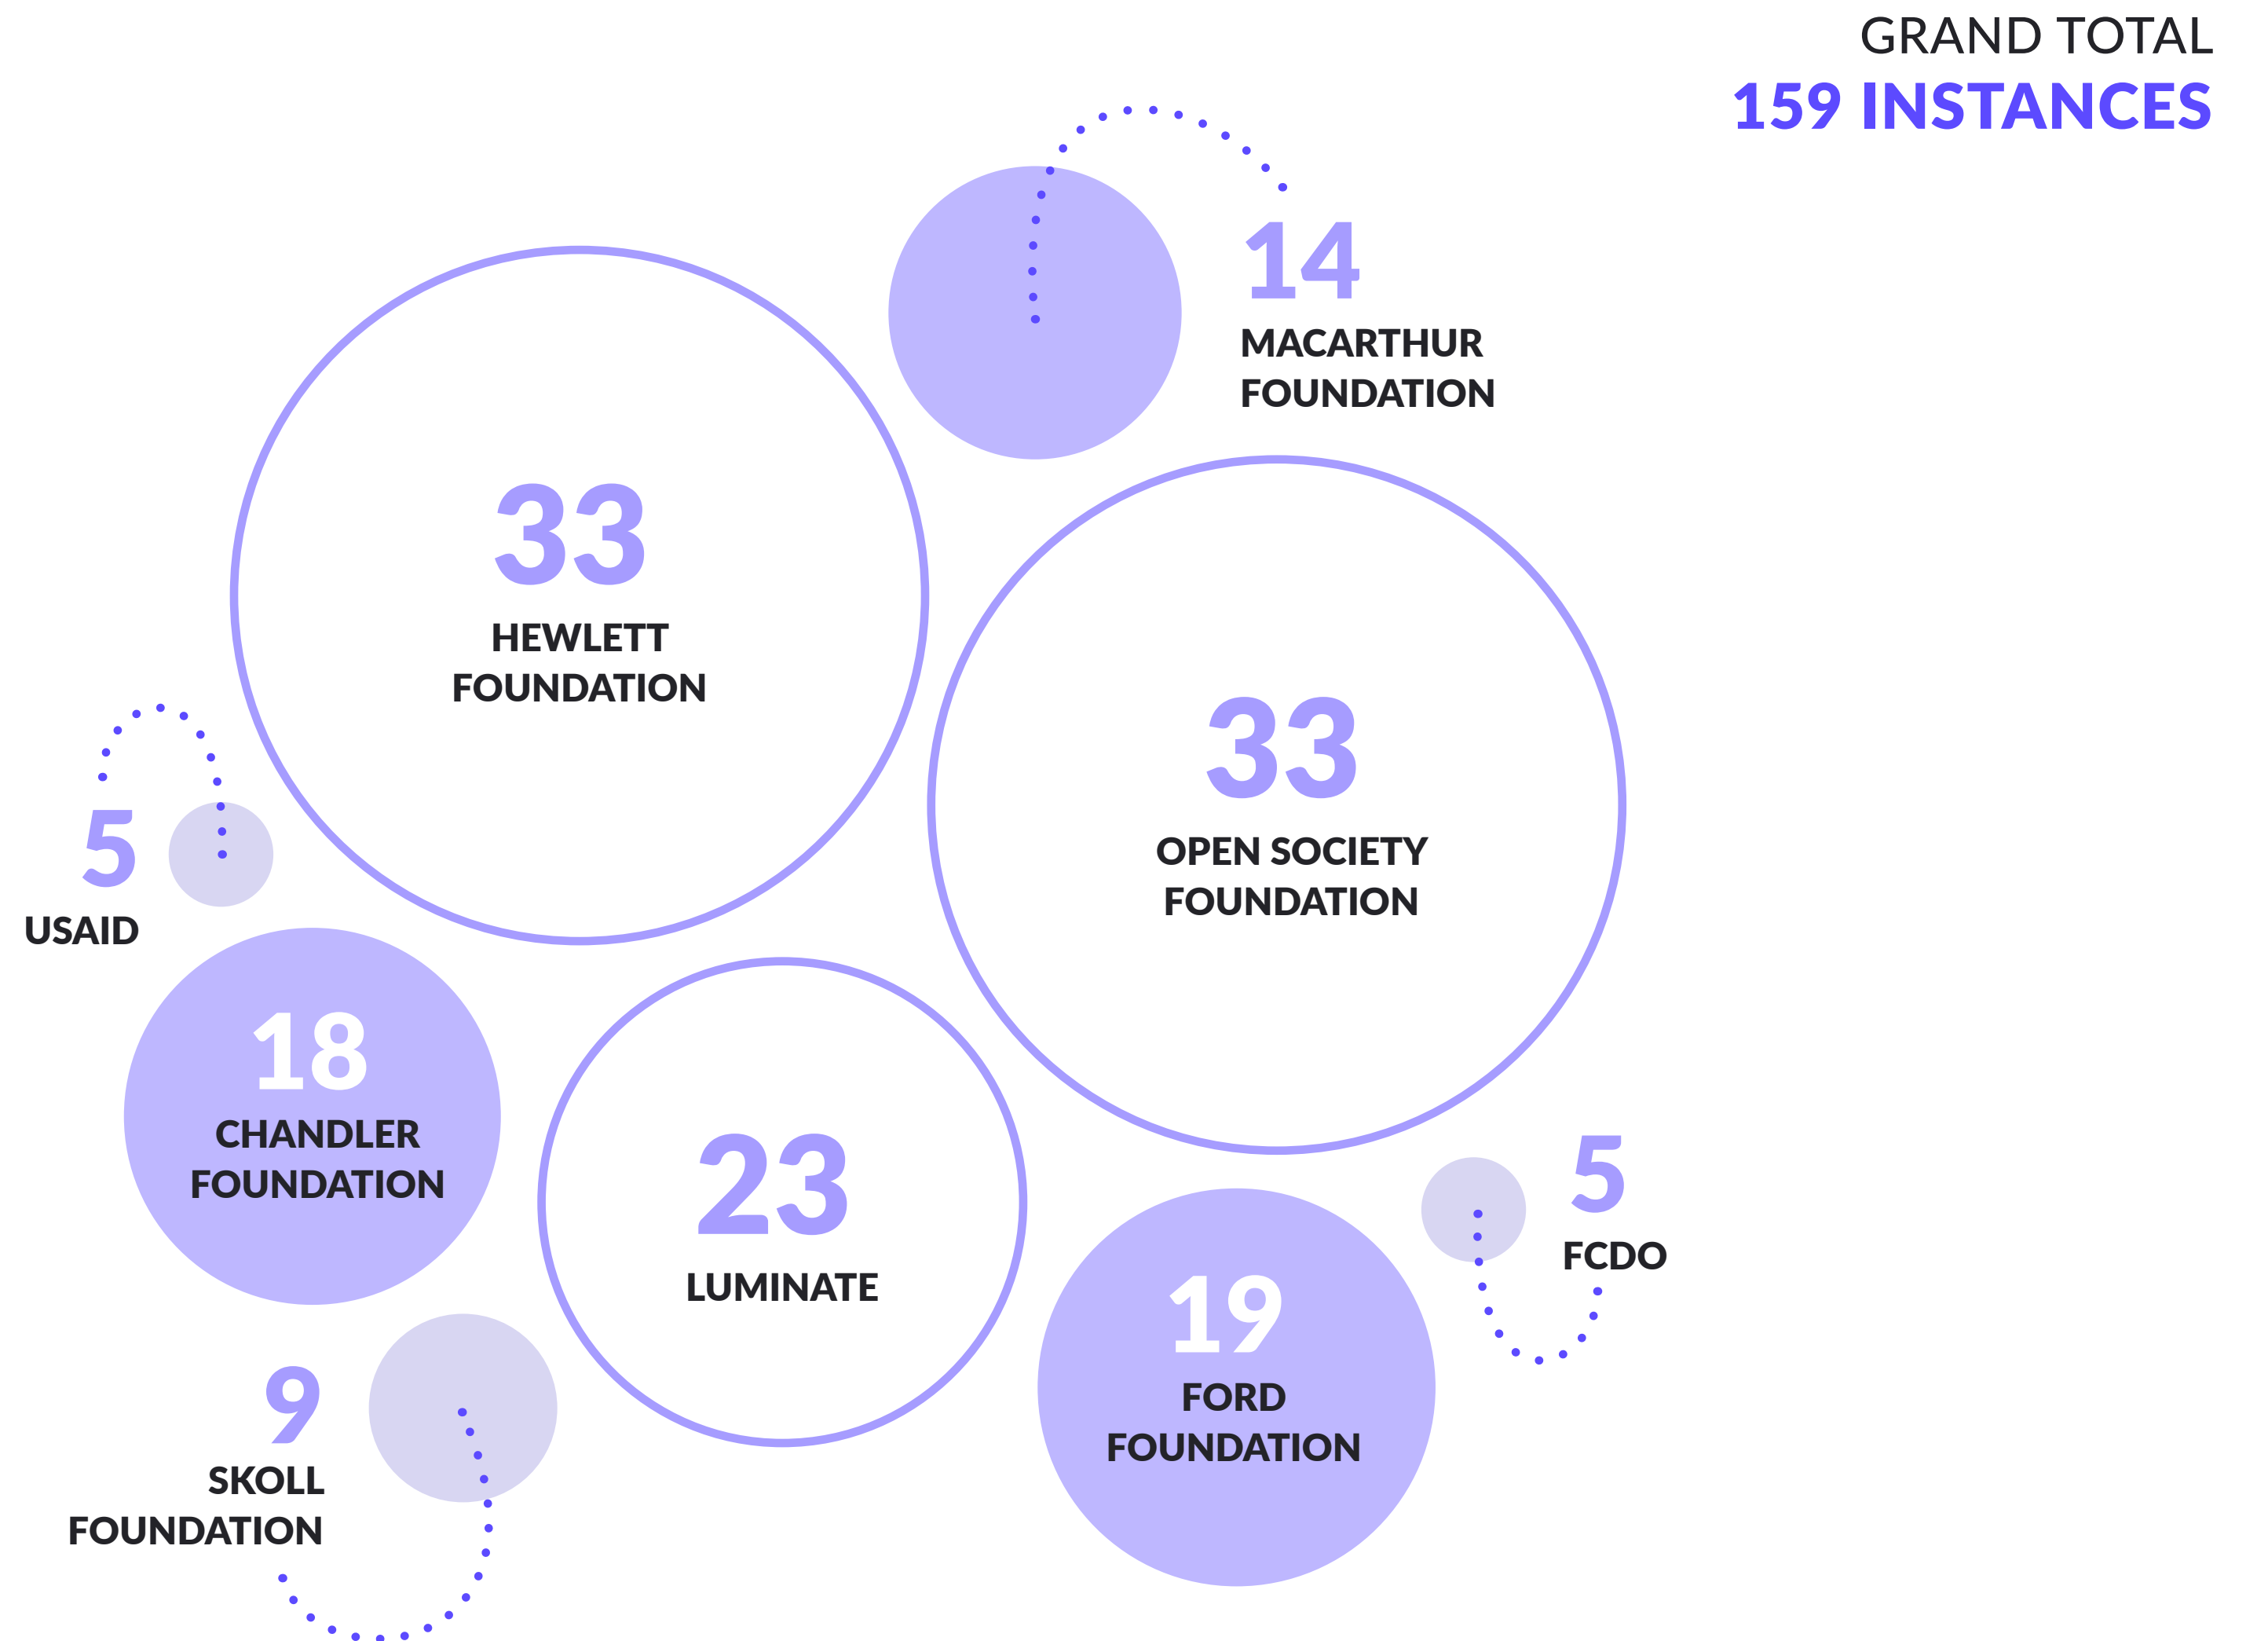 GRAND TOTAL
159 INSTANCES
14
MACARTHUR
FOUNDATION
33
HEWLETT
FOUNDATION
33
OPEN SOCIETY
FOUNDATION
5
USAID
18
CHANDLER
FOUNDATION
23
LUMINATE
5
FCDO
19
FORD
FOUNDATION
9
SKOLL
FOUNDATION